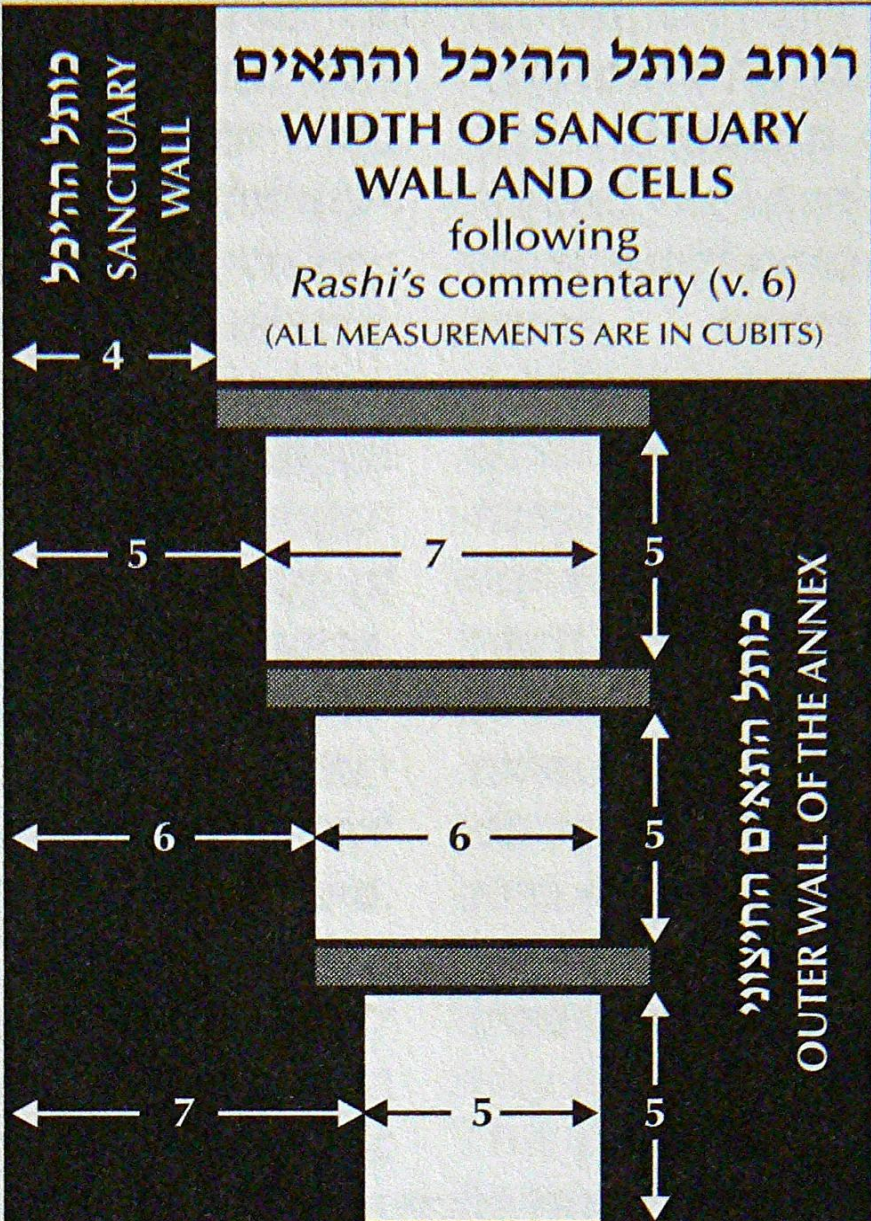 כותל ההיכל
SANCTUARY
WALL
רוחב כותל ההיכל והתאים
WIDTH OF SANCTUARY
WALL AND CELLS
following
Rashi's commentary (v. 6)
(ALL MEASUREMENTS ARE IN CUBITS)
4
5 7 5
6 6 5
7 5 5
כותל התאים החיצוני
OUTER WALL OF THE ANNEX